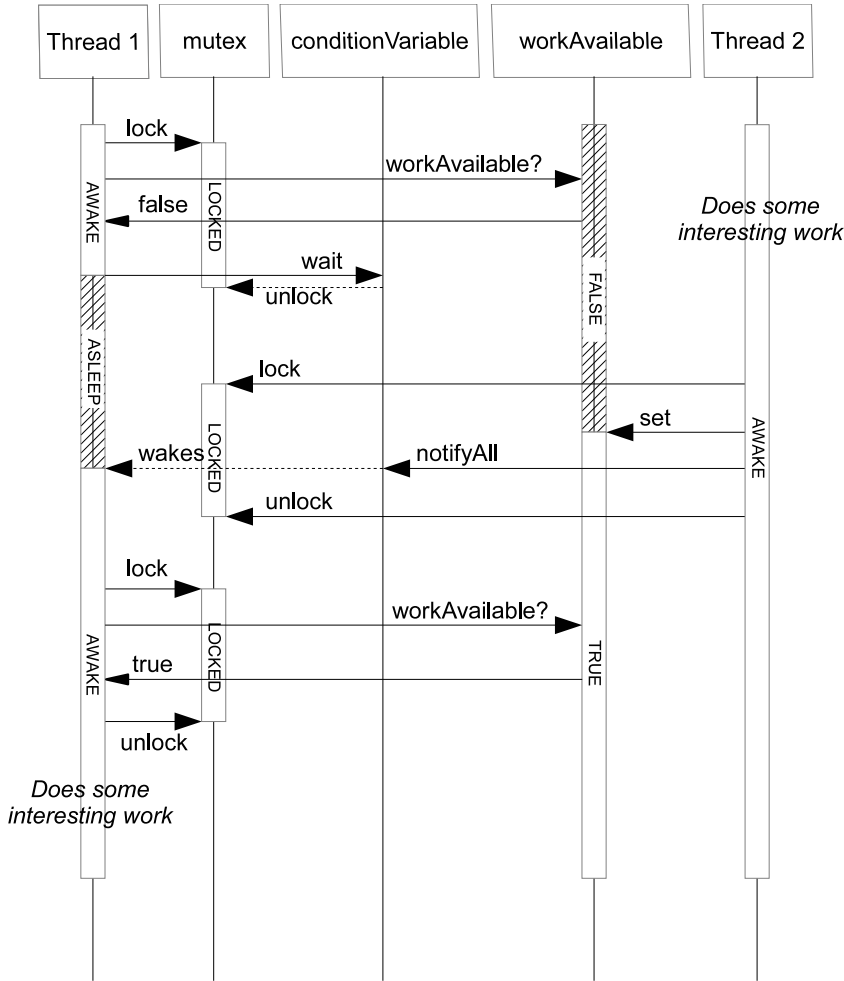 Thread 1
mutex
conditionVariable
workAvailable
Thread 2
lock
workAvailable?
false
AWAKE
LOCKED
Does some
interesting work
wait
unlock
FALSE
ASLEEP
lock
set
AWAKE
LOCKED
wakes
notifyAll
unlock
lock
workAvailable?
AWAKE
LOCKED
TRUE
true
unlock
Does some
interesting work